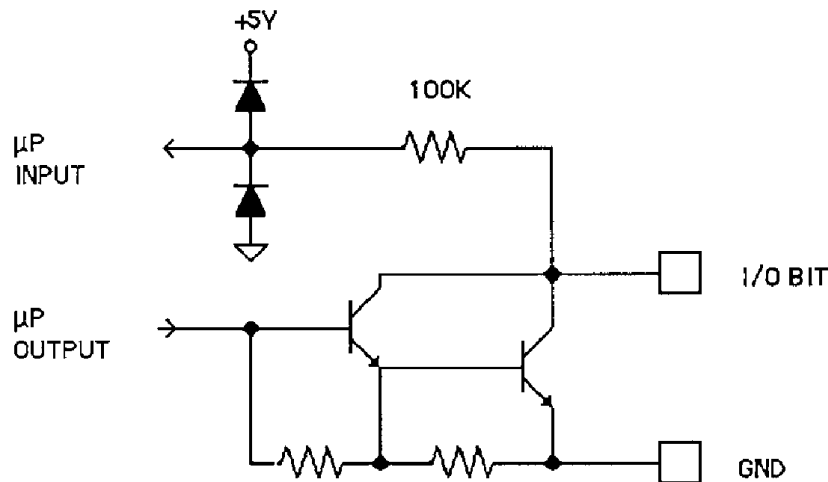 +5V
100K
µP
INPUT
I/O BIT
µP
OUTPUT
GND